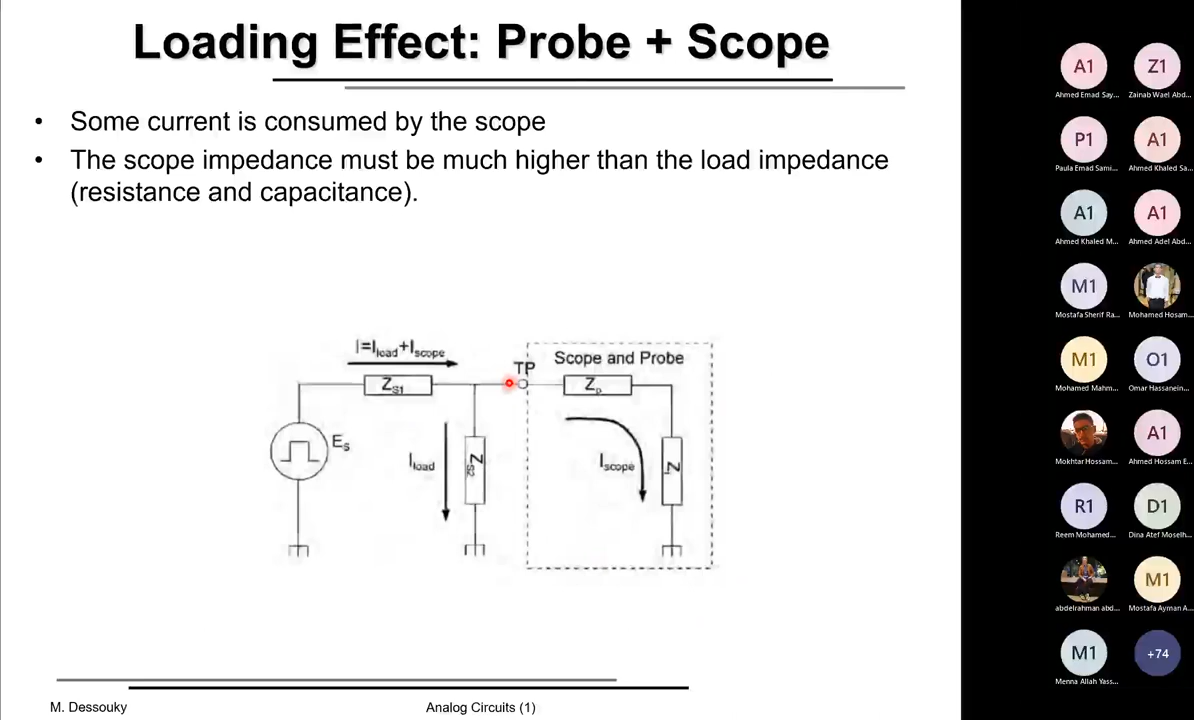 Loading Effect: Probe + Scope
• Some current is consumed by the scope
• The scope impedance must be much higher than the load impedance
(resistance and capacitance).
I=Iload+Iscope
TP
Scope and Probe
ZS1
Zp
ES
Iload
ZS2
Iscope
Zi
M. Dessouky
Analog Circuits (1)
A1 Z1
Ahmed Emad Say... Zainab Wael Abd...
P1 A1
Paula Emad Sami... Ahmed Khaled Sa...
A1 A1
Ahmed Khaled M... Ahmed Adel Abd...
M1
Mostafa Sherif Ra... Mohamed Hosam...
M1 O1
Mohamed Mahm... Omar Hassanein...
A1
Mokhtar Hossam... Ahmed Hossam E...
R1 D1
Reem Mohamed... Dina Atef Moselh...
M1
abdelrahman abd... Mostafa Ayman A...
M1 +74
Menna Allah Yass...